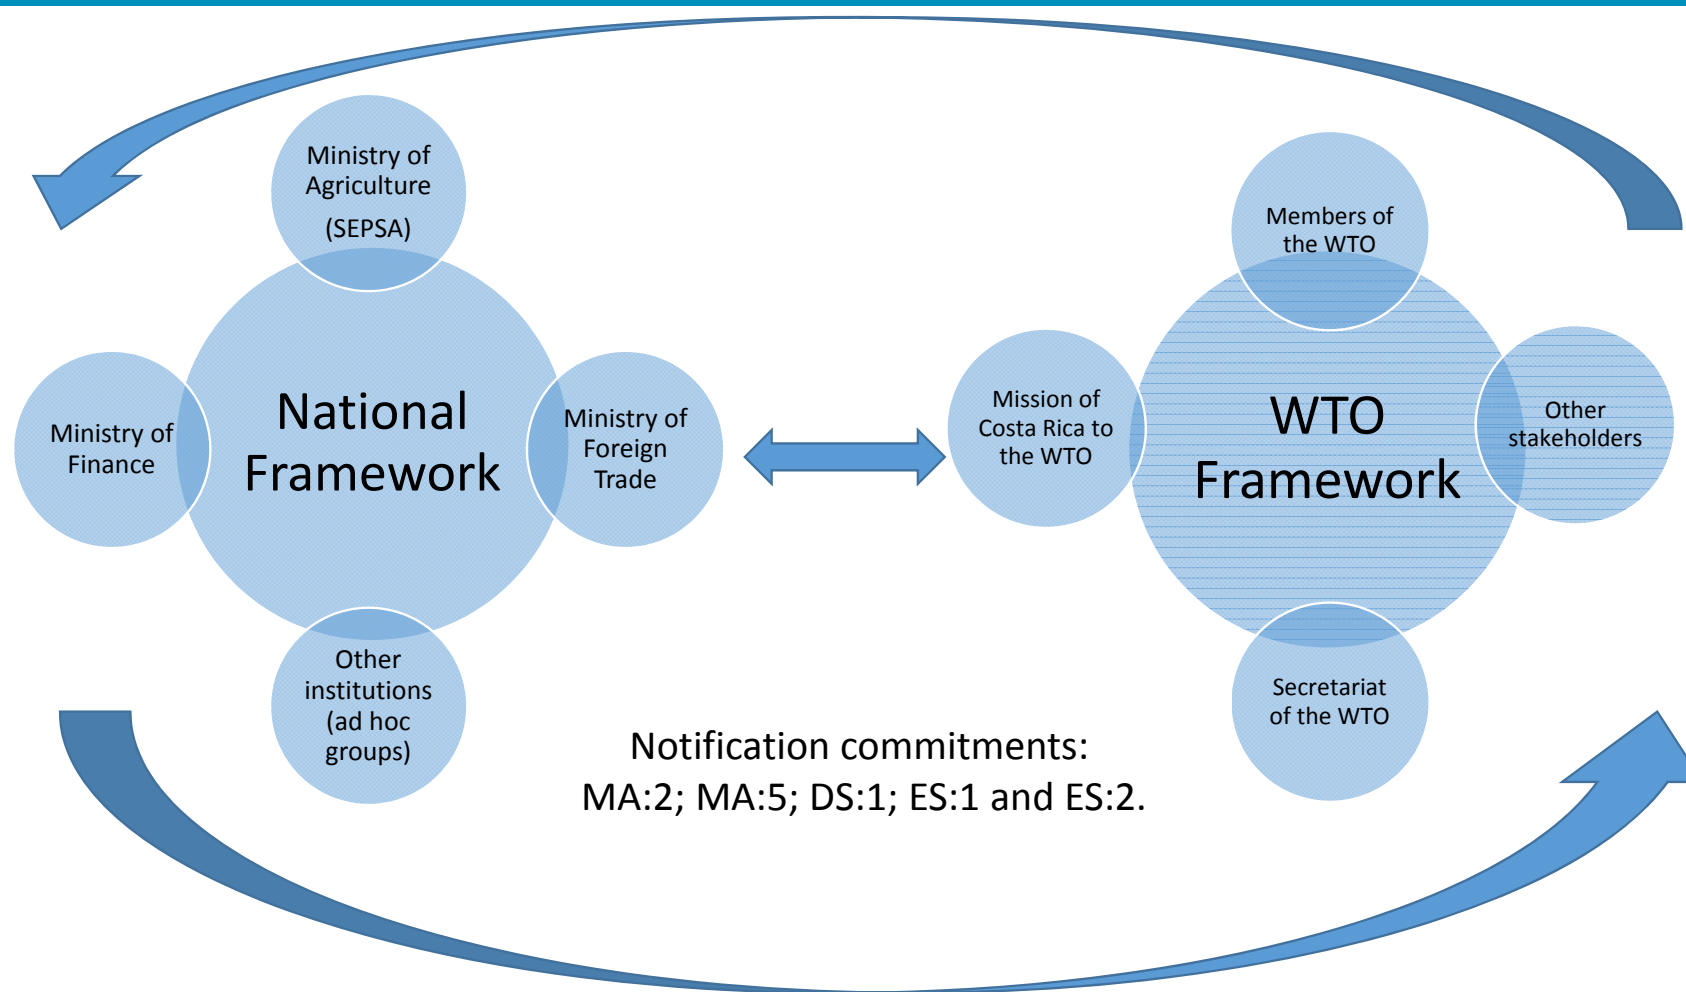 Ministry of
Agriculture
(SEPSA)
Ministry of
Finance
National
Framework
Ministry of
Foreign
Trade
Other
institutions
(ad hoc
groups)
Members of
the WTO
Mission of
Costa Rica to
the WTO
WTO
Framework
Other
stakeholders
Secretariat
of the WTO
Notification commitments:
MA:2; MA:5; DS:1; ES:1 and ES:2.